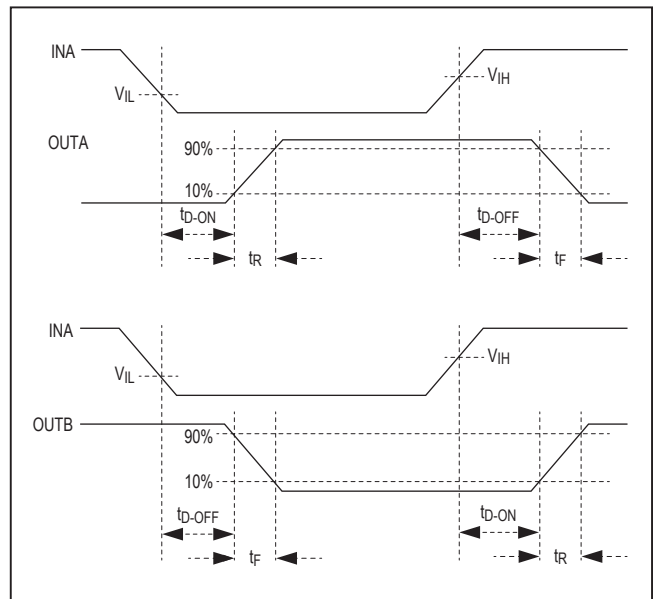 INA
VIH
VIL
OUTA
90%
10%
tD-ON
tD-OFF
tR
tF
INA
VIH
VIL
OUTB
90%
10%
tD-OFF
tD-ON
tF
tR